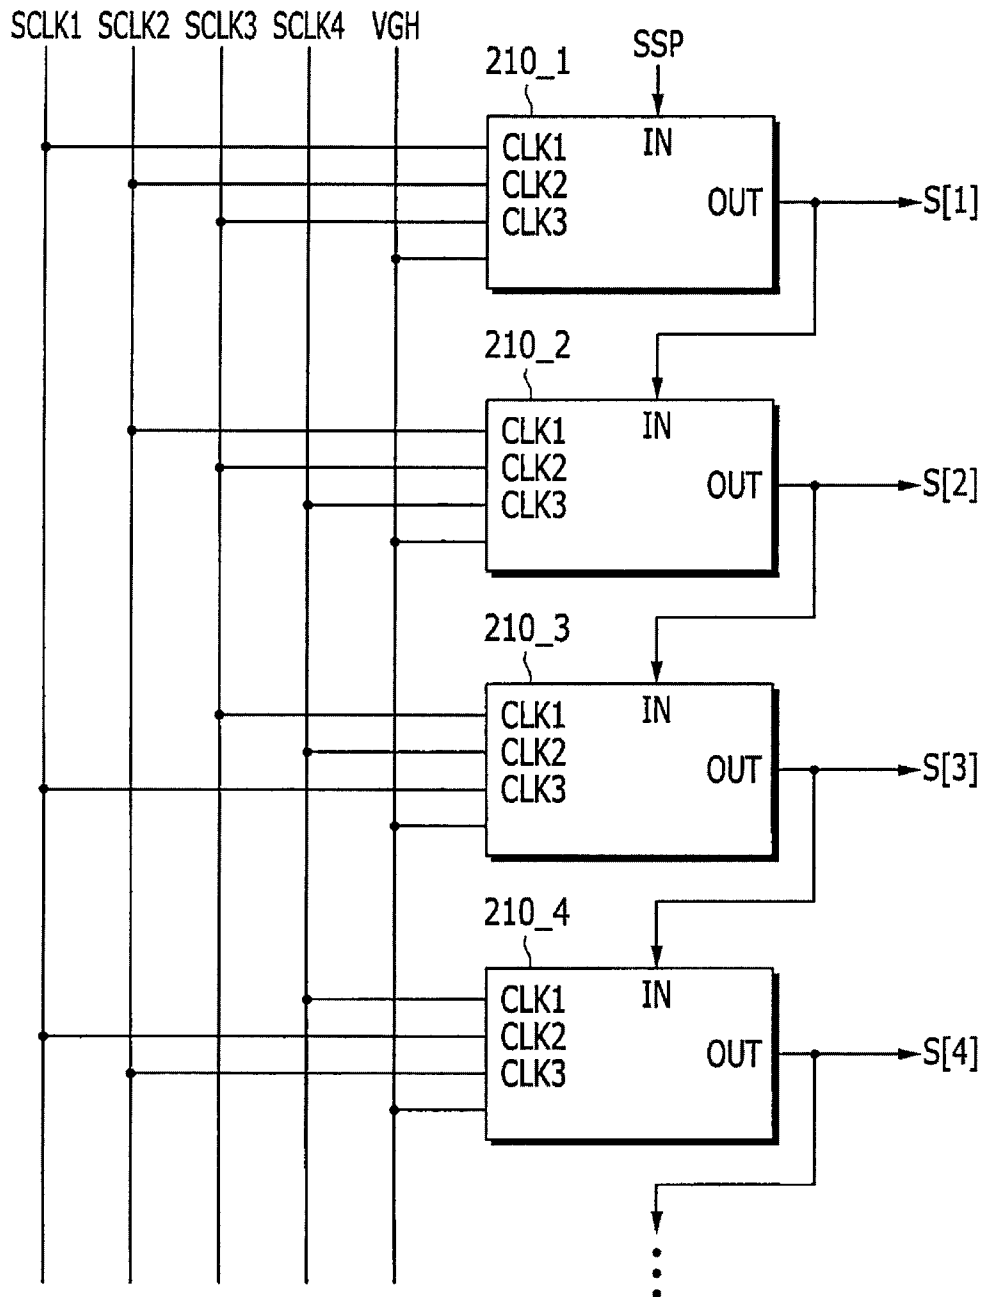 SCLK1 SCLK2 SCLK3 SCLK4 VGH
SSP
210_1
IN
CLK1
CLK2
CLK3
OUT
S[1]
210_2
IN
CLK1
CLK2
CLK3
OUT
S[2]
210_3
IN
CLK1
CLK2
CLK3
OUT
S[3]
210_4
IN
CLK1
CLK2
CLK3
OUT
S[4]